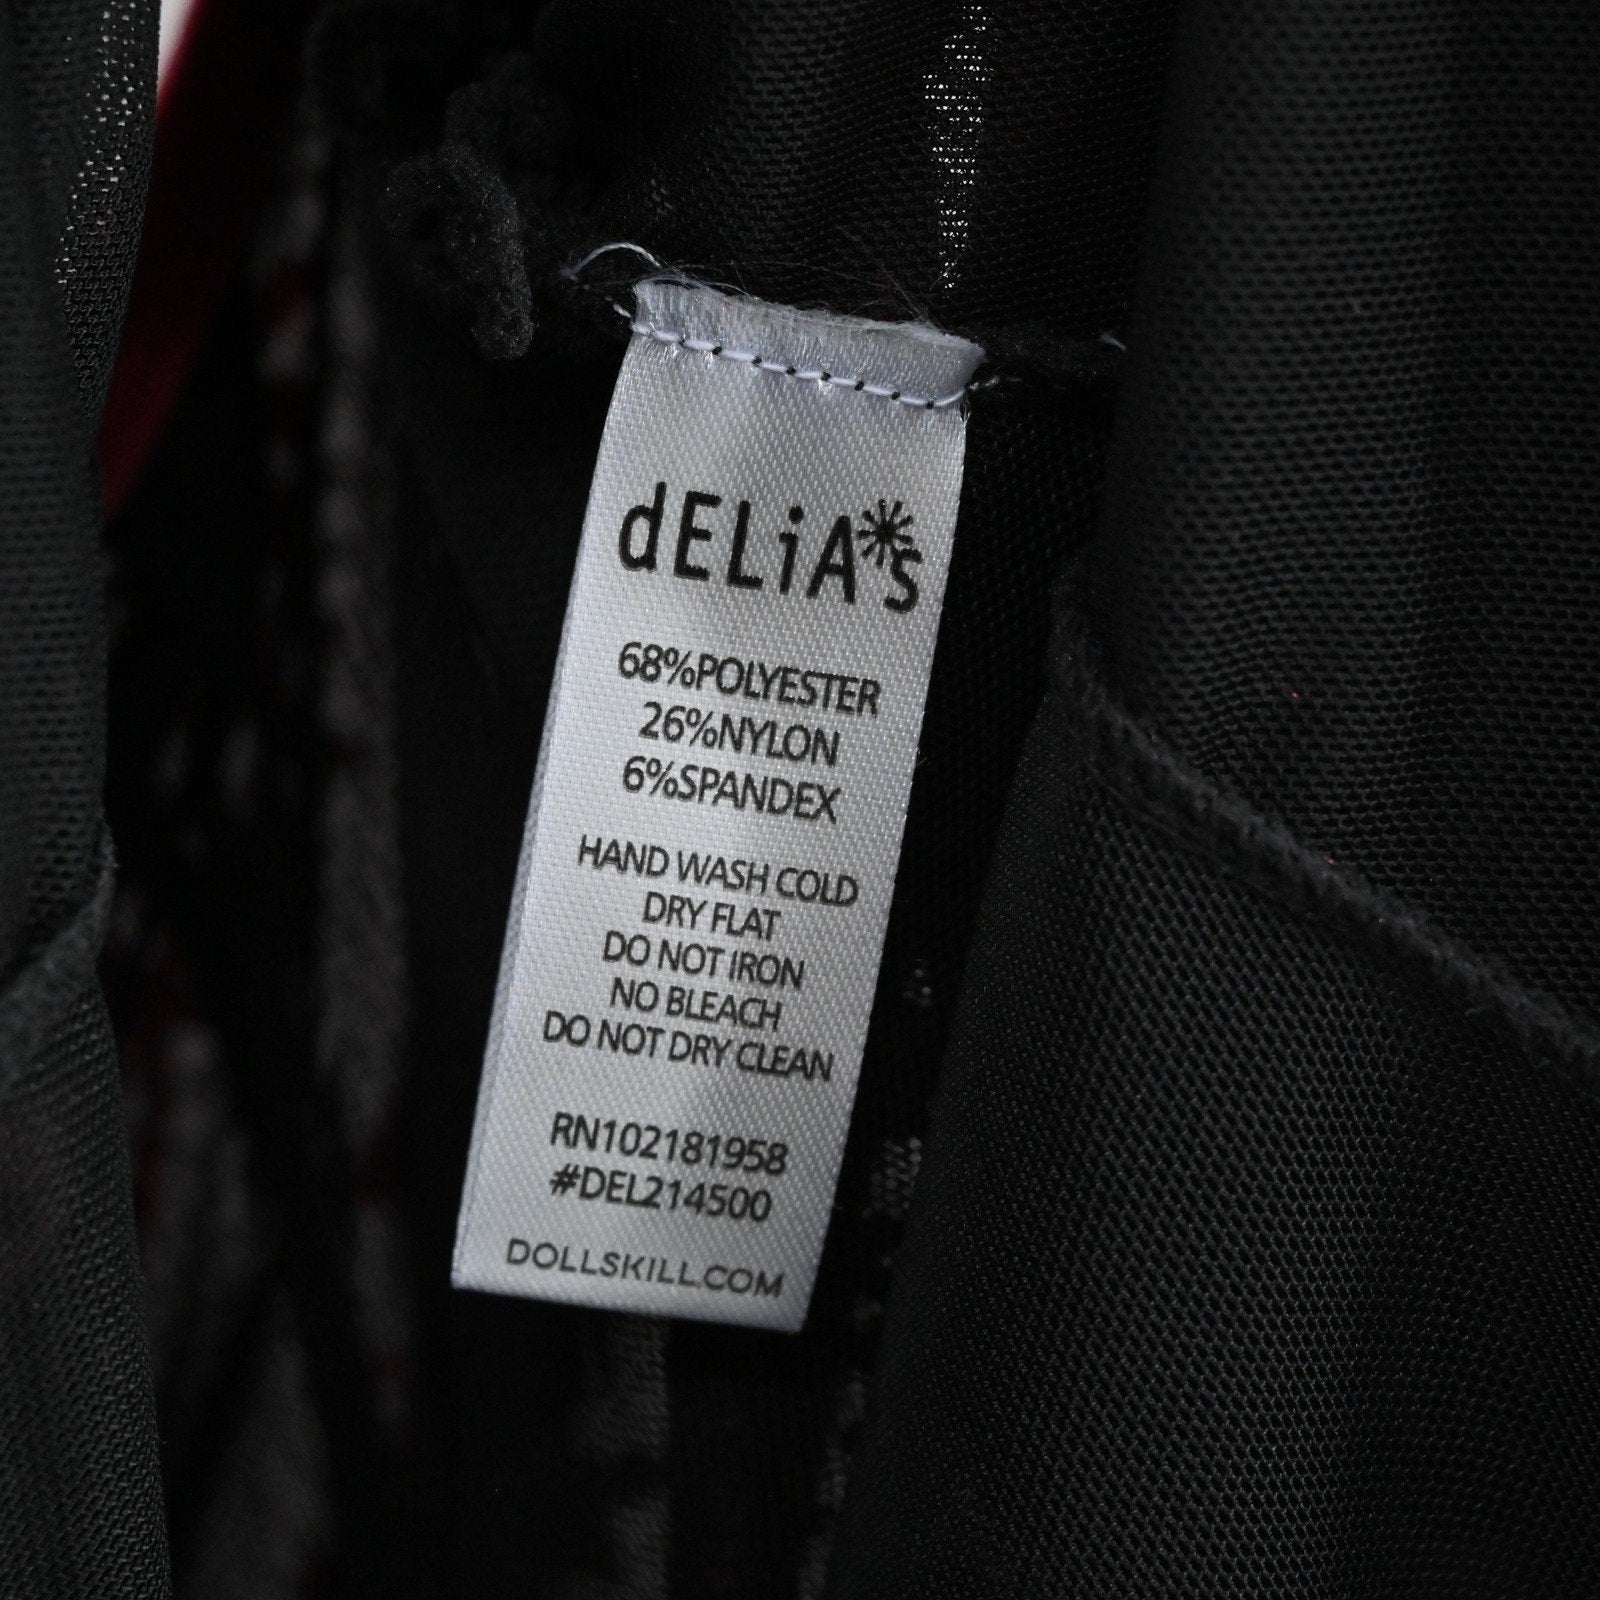 dELiA*s
68%POLYESTER
26%NYLON
6%SPANDEX
HAND WASH COLD
DRY FLAT
DO NOT IRON
NO BLEACH
DO NOT DRY CLEAN
RN102181958
#DEL214500
DOLLSKILL.COM